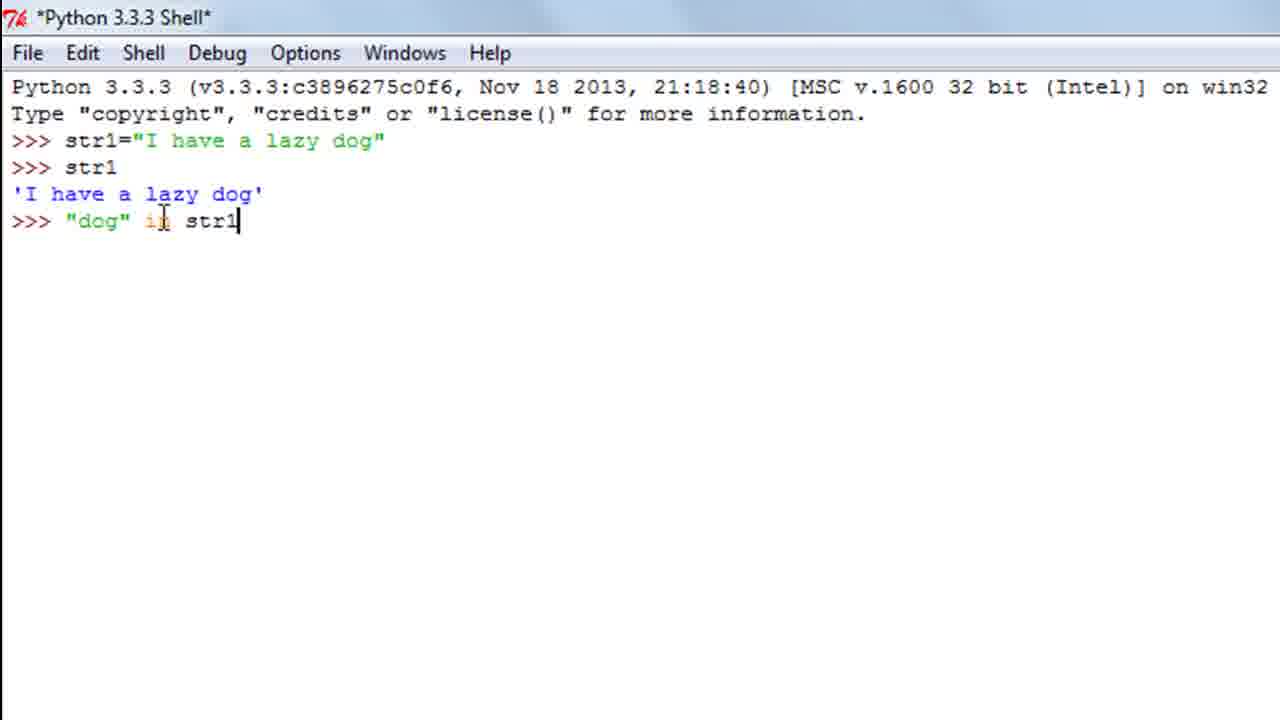 *Python 3.3.3 Shell*
File Edit Shell Debug Options Windows Help
Python 3.3.3 (v3.3.3:c3896275c0f6, Nov 18 2013, 21:18:40) [MSC v.1600 32 bit (Intel)] on win32
Type "copyright", "credits" or "license()" for more information.
>>> str1="I have a lazy dog"
>>> str1
'I have a lazy dog'
>>> "dog" in str1